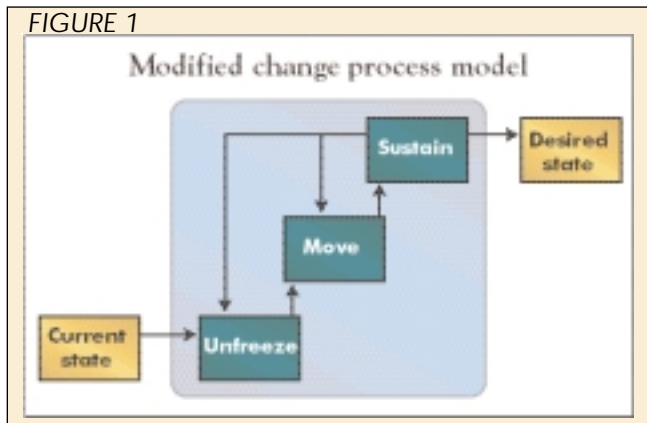 FIGURE 1
Modified change process model
Sustain
Desired
state
Move
Current
state
Unfreeze